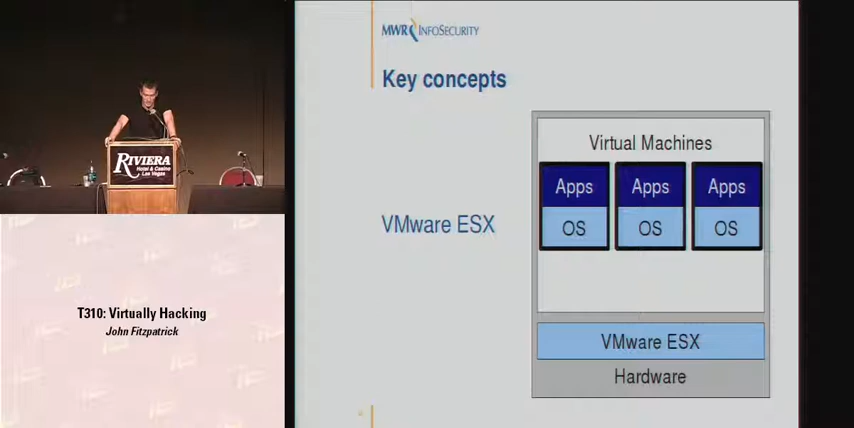 RIVIERA
Hotel & Casino
Las Vegas
T310: Virtually Hacking
John Fitzpatrick
MWR INFOSECURITY
Key concepts
VMware ESX
Virtual Machines
Apps Apps Apps
OS OS OS
VMware ESX
Hardware